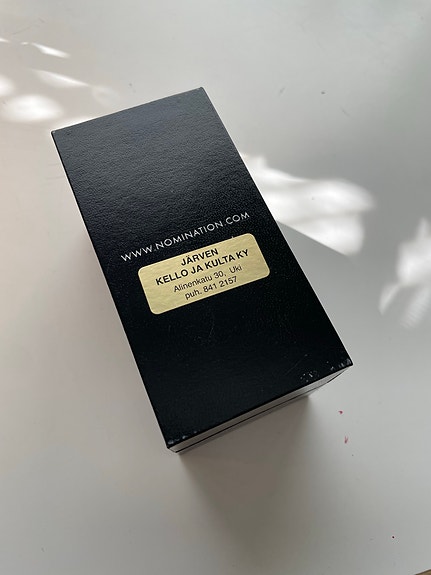 WWW.NOMINATION.COM
JÄRVEN
KELLO JA KULTA KY
Alinenkatu 30, Uki
puh. 841 2157